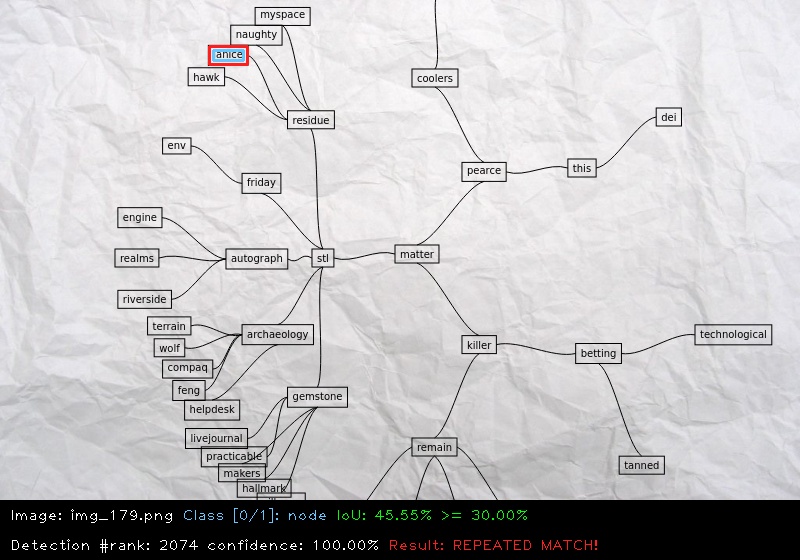 myspace
naughty
anice
hawk
coolers
residue
dei
env
pearce
this
friday
engine
matter
realms
autograph
stl
riverside
terrain
archaeology
technological
wolf
killer
betting
compaq
feng
gemstone
helpdesk
livejournal
remain
practicable
makers
tanned
hallmark
Image: img_179.png Class [0/1]: node IoU: 45.55% >= 30.00%
Detection #rank: 2074 confidence: 100.00% Result: REPEATED MATCH!